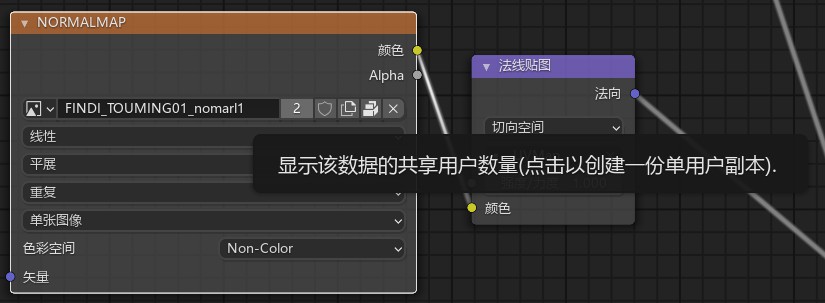 NORMALMAP
颜色
Alpha
FINDI_TOUMING01_nomarl1
2
线性
平展
重复
单张图像
色彩空间
Non-Color
矢量
法线贴图
法向
切向空间
显示该数据的共享用户数量(点击以创建一份单用户副本).
颜色